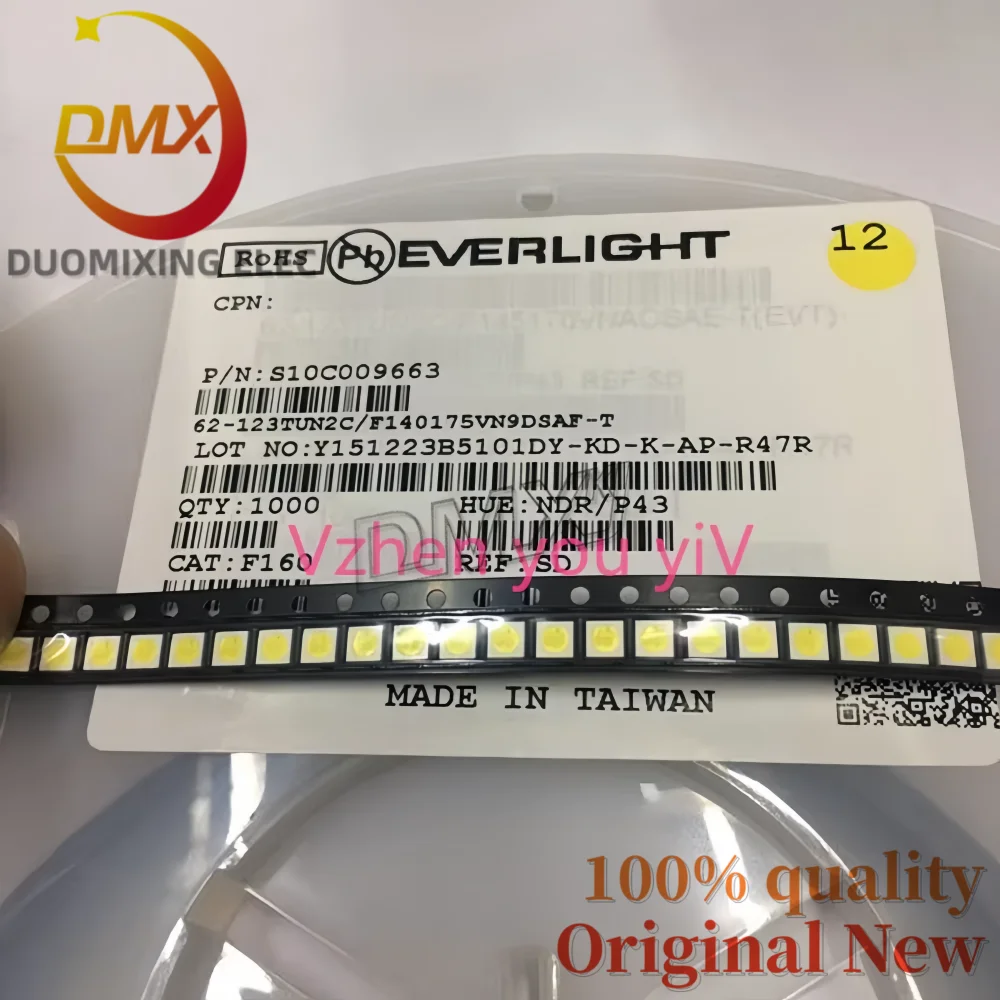 DMX
DUOMIXING ELEC
RoHS Pb EVERLIGHT
12
CPN:
P/N:S10C009663
62-123TUN2C/F140175VN9DSAF-T
LOT NO:Y151223B5101DY-KD-K-AP-R47R
QTY:1000 HUE:NDR/P43
DMX
Vzhen you yiV
CAT:F160 REF:SD
MADE IN TAIWAN
100% quality
Original New